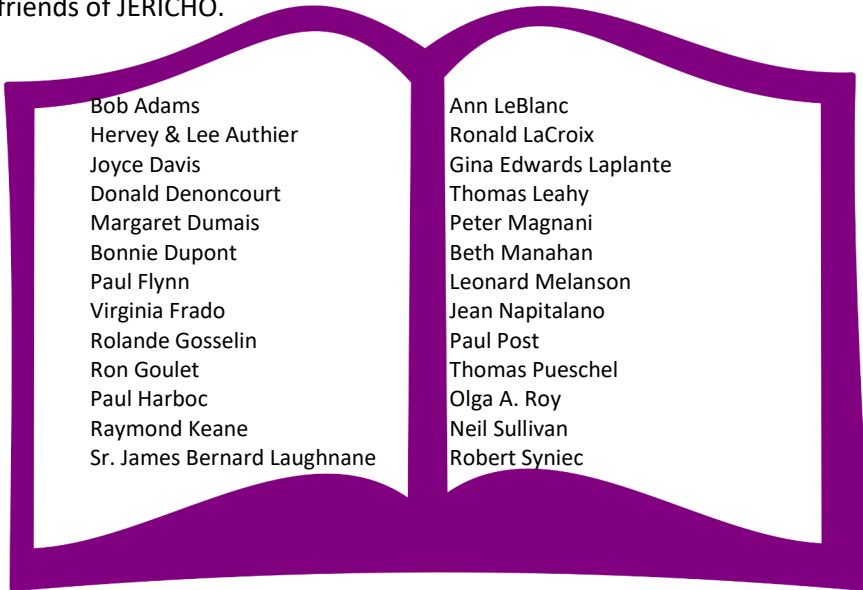 friends of JERICHO.
Bob Adams
Hervey & Lee Authier
Joyce Davis
Donald Denoncourt
Margaret Dumais
Bonnie Dupont
Paul Flynn
Virginia Frado
Rolande Gosselin
Ron Goulet
Paul Harboc
Raymond Keane
Sr. James Bernard Laughnane
Ann LeBlanc
Ronald LaCroix
Gina Edwards Laplante
Thomas Leahy
Peter Magnani
Beth Manahan
Leonard Melanson
Jean Napitalano
Paul Post
Thomas Pueschel
Olga A. Roy
Neil Sullivan
Robert Syniec